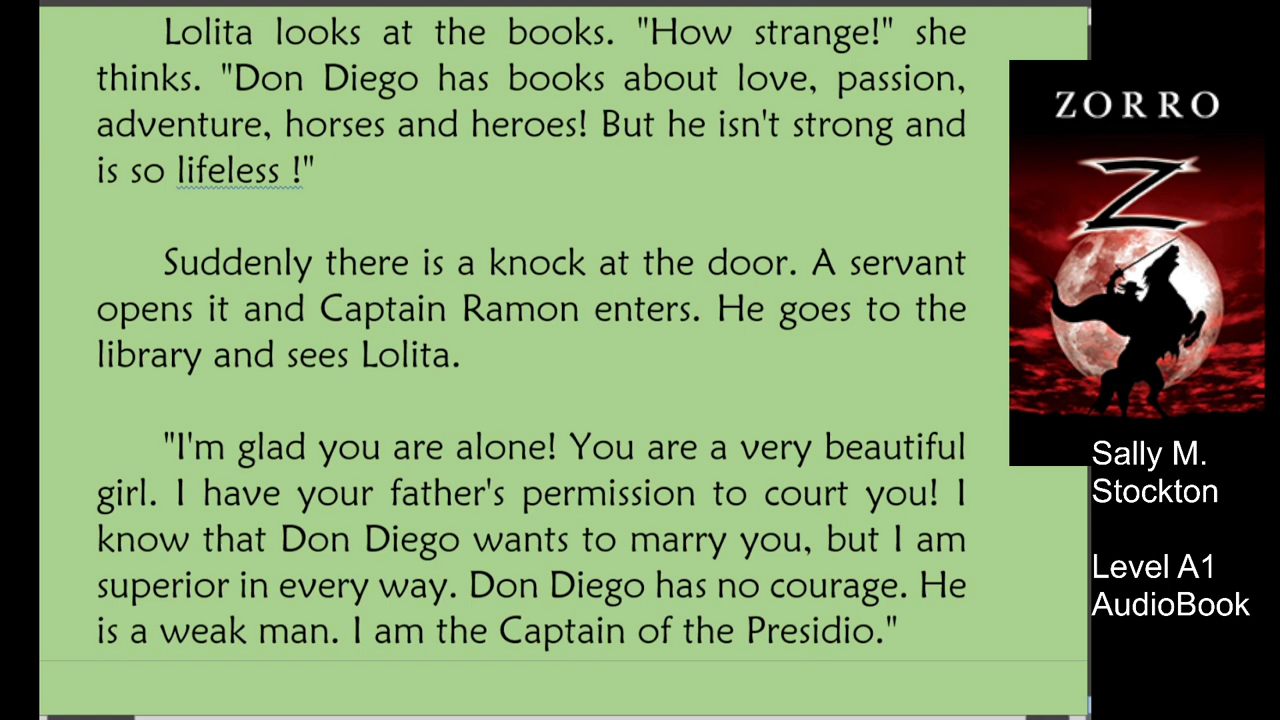 Lolita looks at the books. "How strange!" she
thinks. "Don Diego has books about love, passion,
adventure, horses and heroes! But he isn't strong and
is so lifeless !"
Suddenly there is a knock at the door. A servant
opens it and Captain Ramon enters. He goes to the
library and sees Lolita.
"I'm glad you are alone! You are a very beautiful
girl. I have your father's permission to court you! I
know that Don Diego wants to marry you, but I am
superior in every way. Don Diego has no courage. He
is a weak man. I am the Captain of the Presidio."
ZORRO
Z
Sally M.
Stockton
Level A1
AudioBook